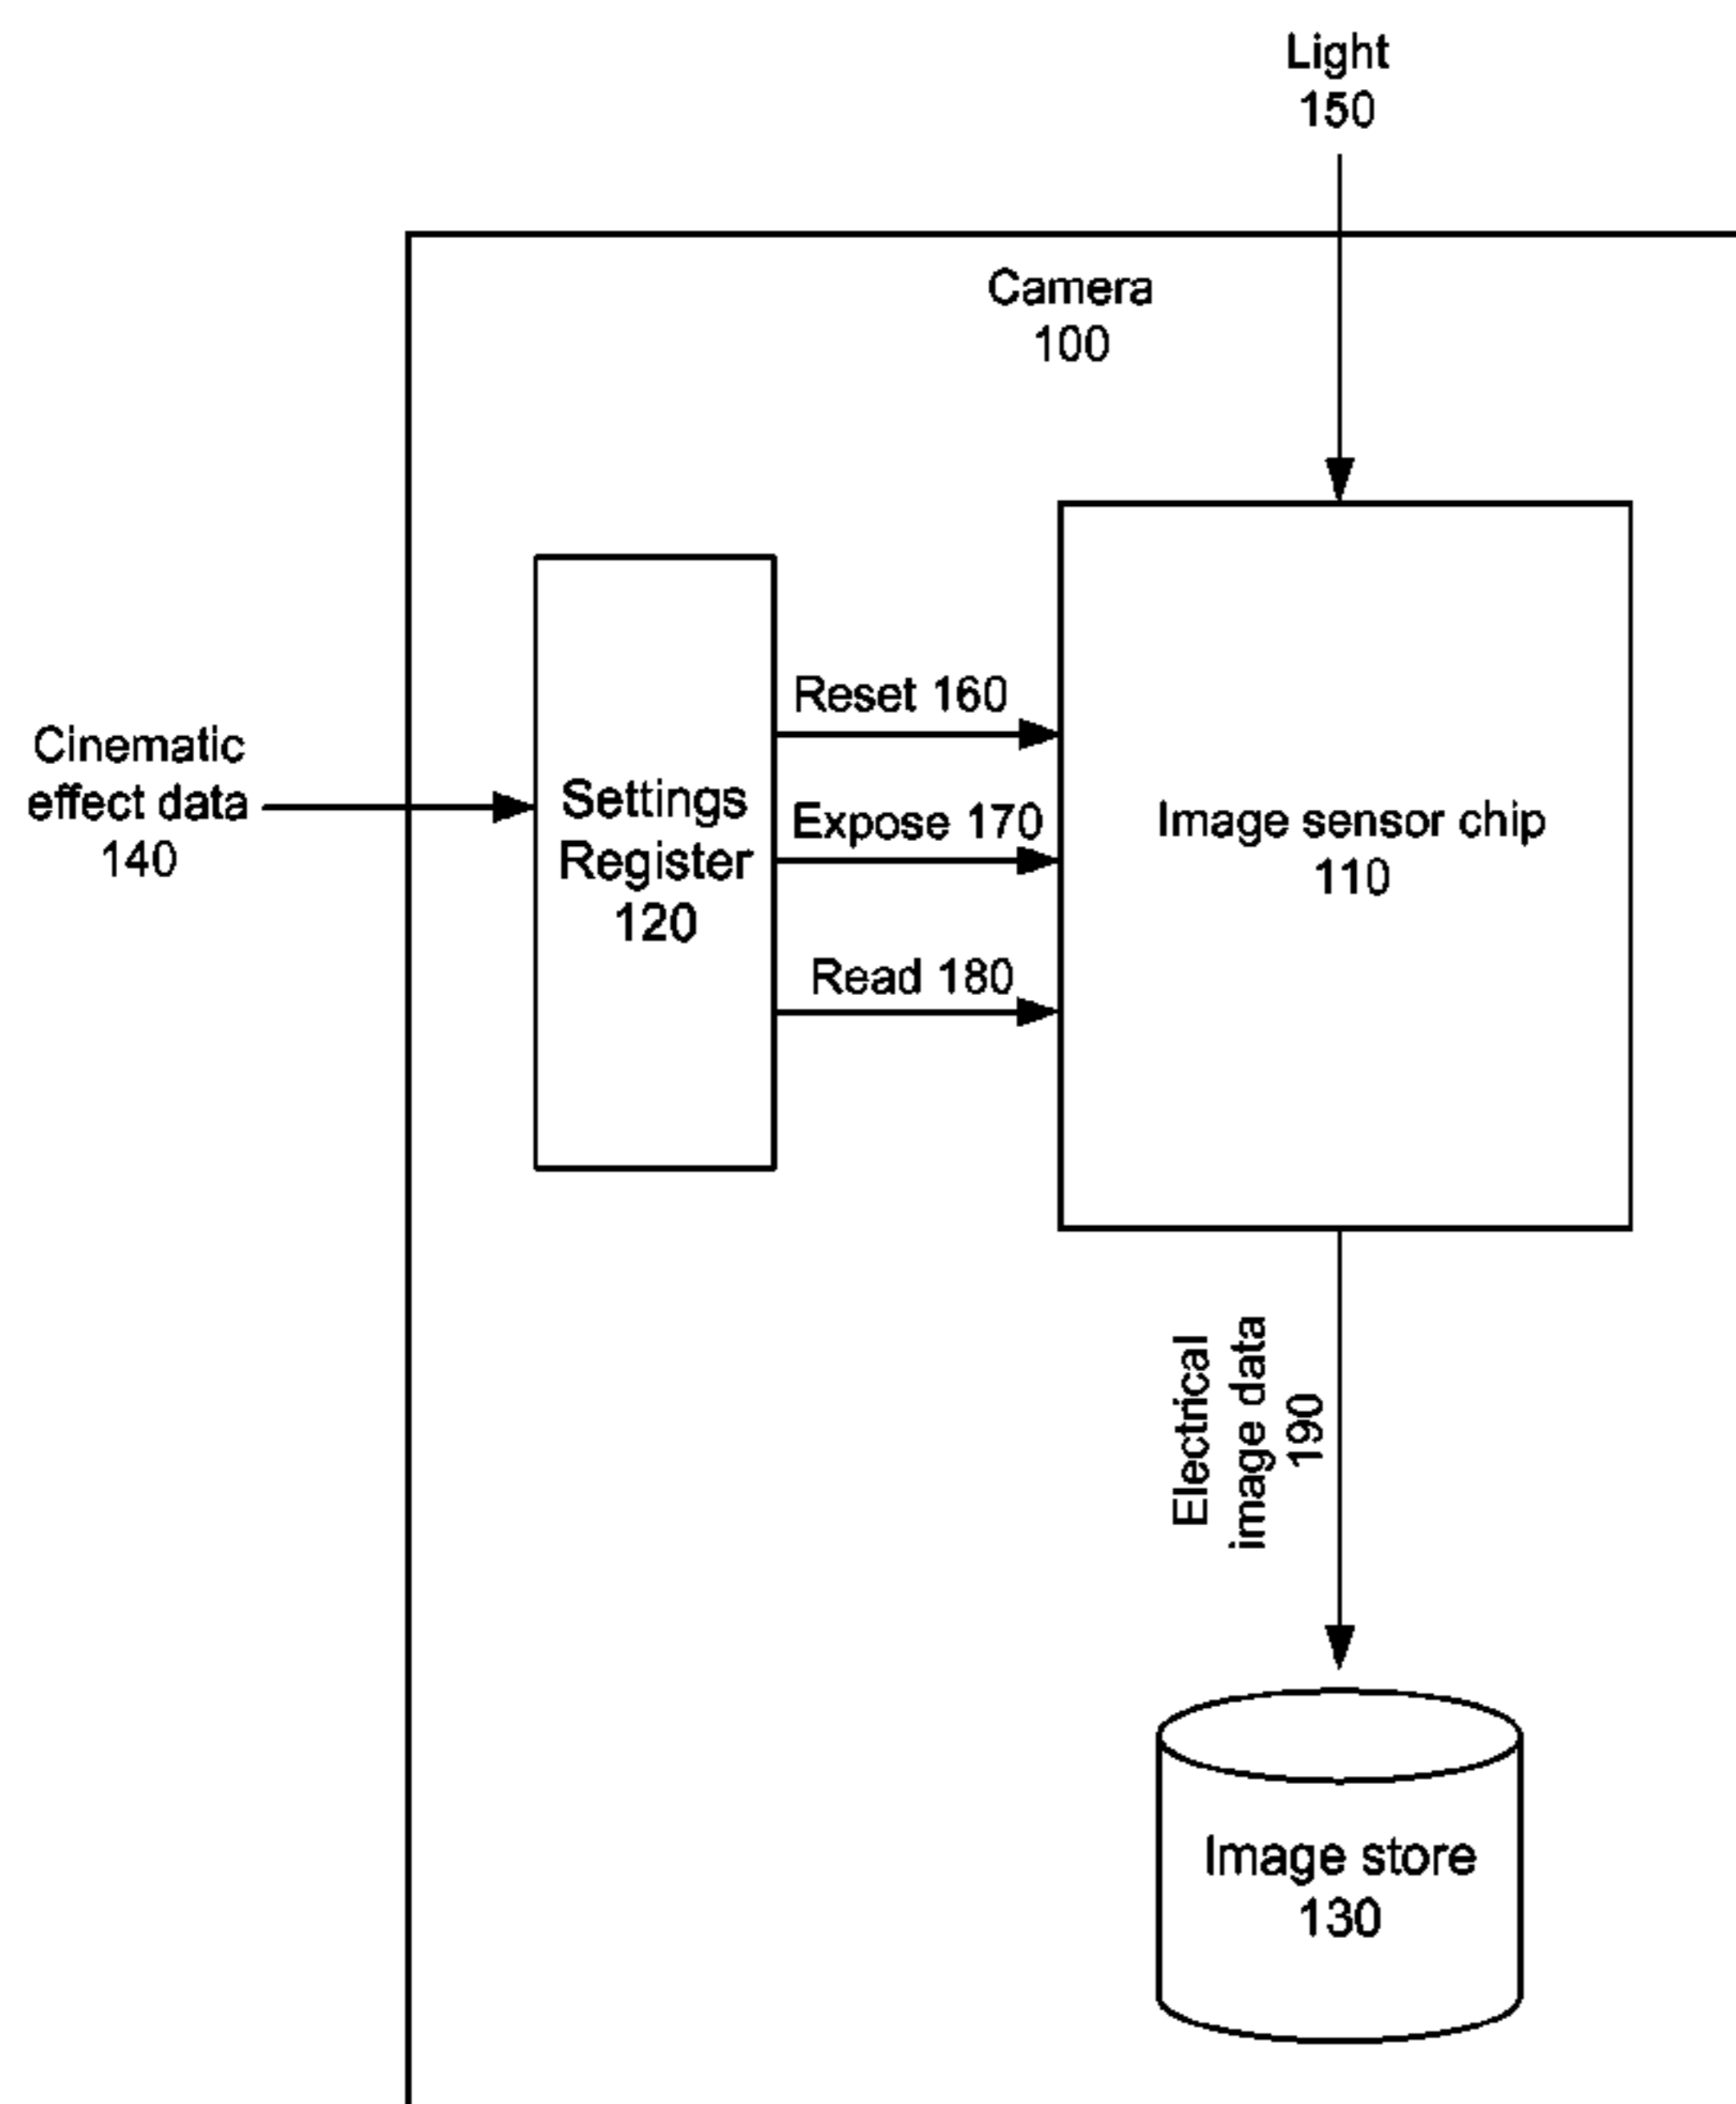 Light
150
Camera
100
Reset 160
Cinematic
effect data
140
Settings
Register
120
Expose 170
Image sensor chip
110
Read 180
Electrical
image data
190
Image store
130